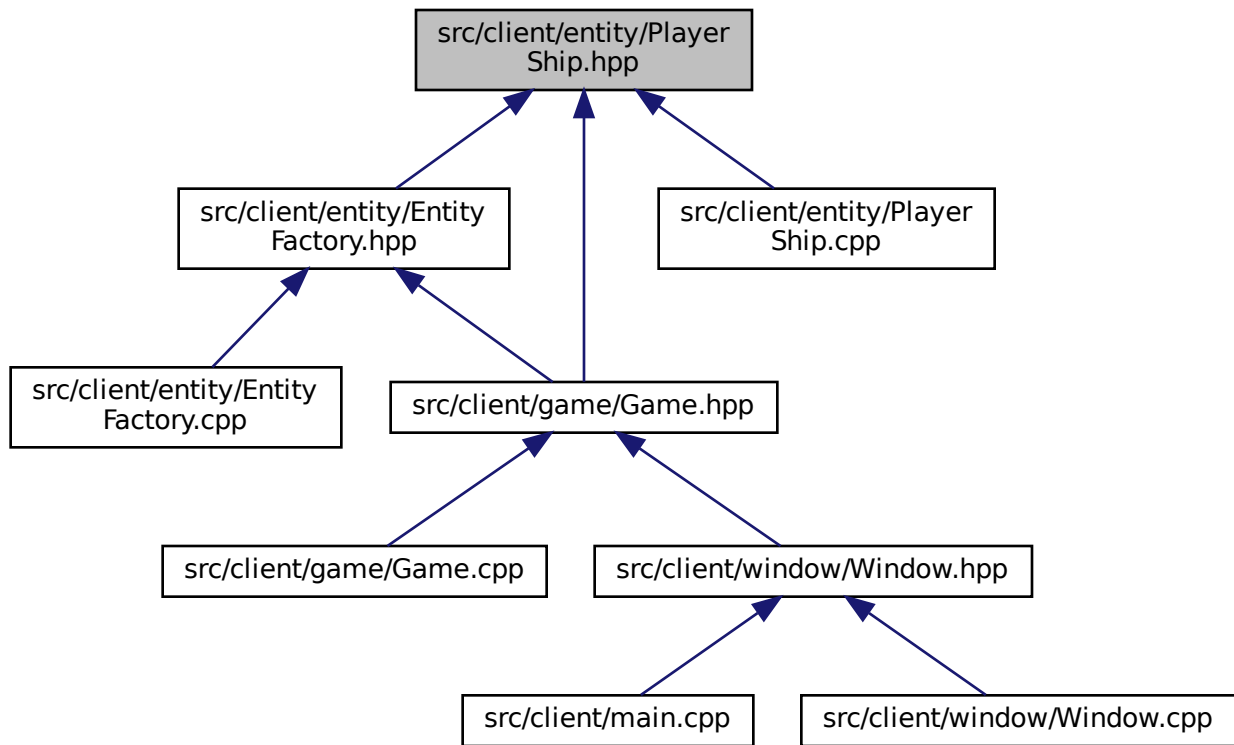 src/client/entity/Player
Ship.hpp
src/client/entity/Entity
Factory.hpp
src/client/entity/Player
Ship.cpp
src/client/entity/Entity
Factory.cpp
src/client/game/Game.hpp
src/client/game/Game.cpp
src/client/window/Window.hpp
src/client/main.cpp
src/client/window/Window.cpp